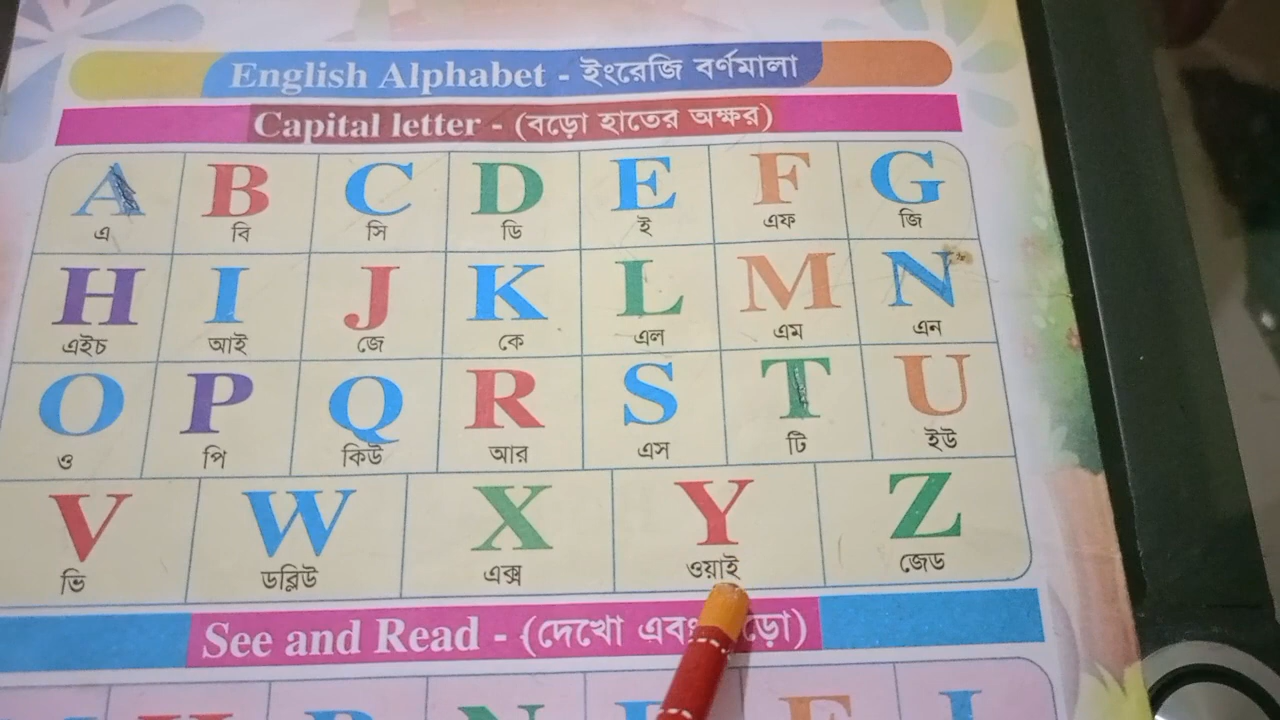 English Alphabet - ইংরেজি বর্ণমালা
Capital letter - (বড়ো হাতের অক্ষর)
A B C D E F G
এ বি সি ডি ই এফ জি
H I J K L M N
এইচ আই জে কে এল এম এন
O P Q R S T U
ও পি কিউ আর এস টি ইউ
V W X Y Z
ভি ডব্লিউ এক্স ওয়াই জেড
See and Read - (দেখো